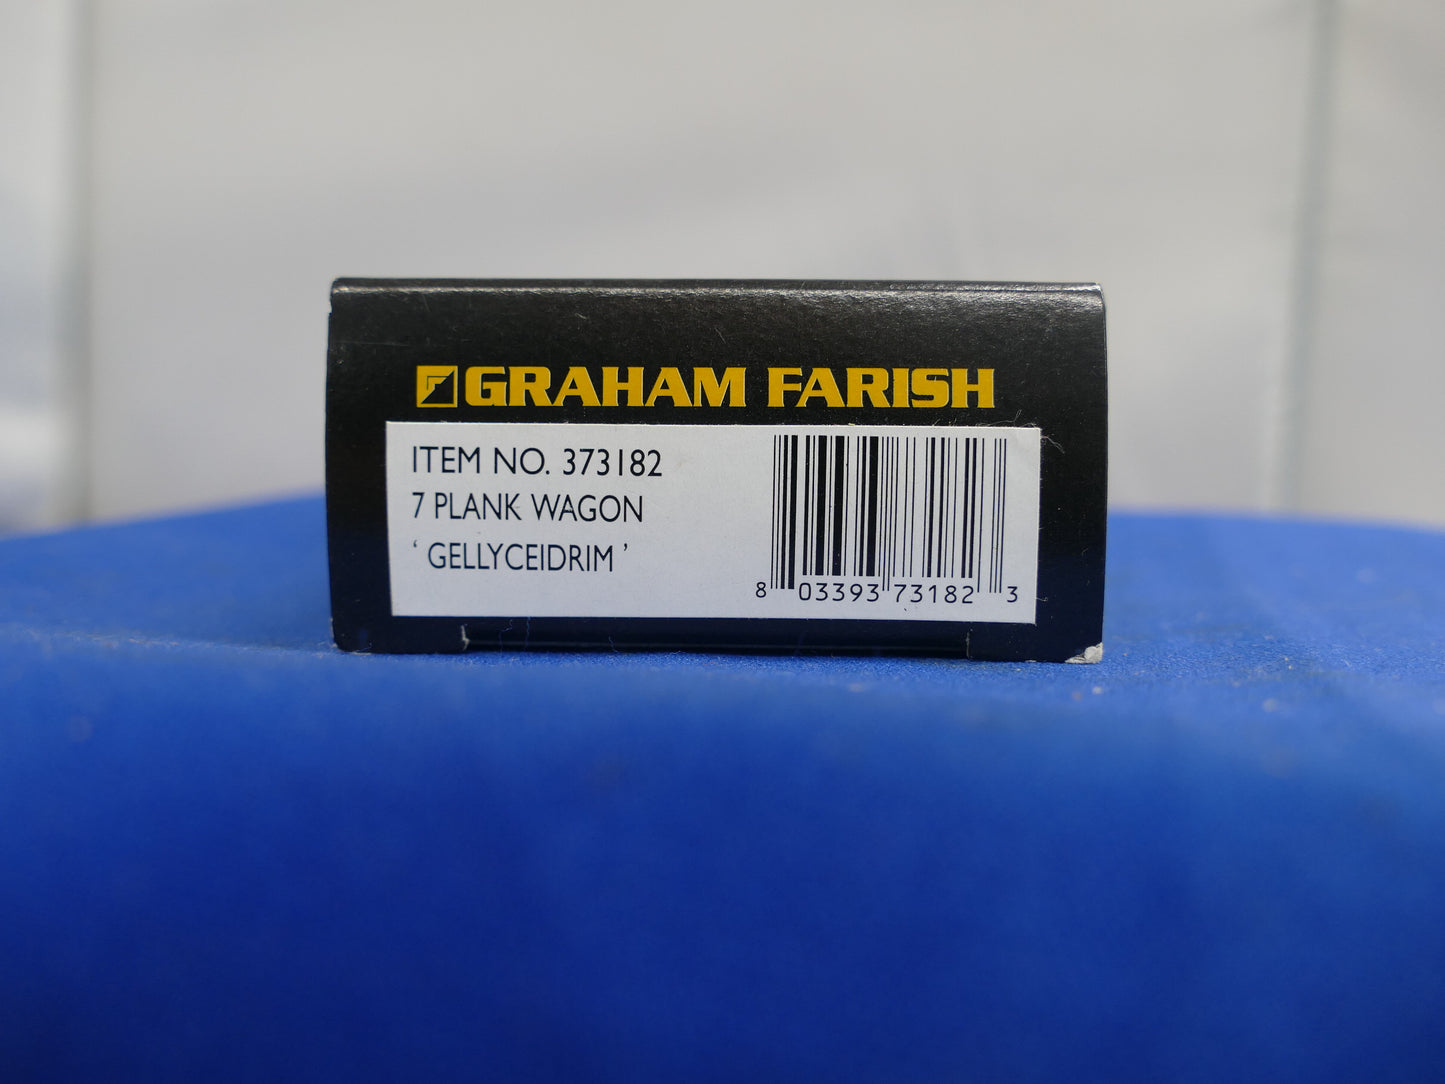 GRAHAM FARISH
ITEM NO. 373182
7 PLANK WAGON
‘ GELLYCEIDRIM ’
8 03393 73182 3